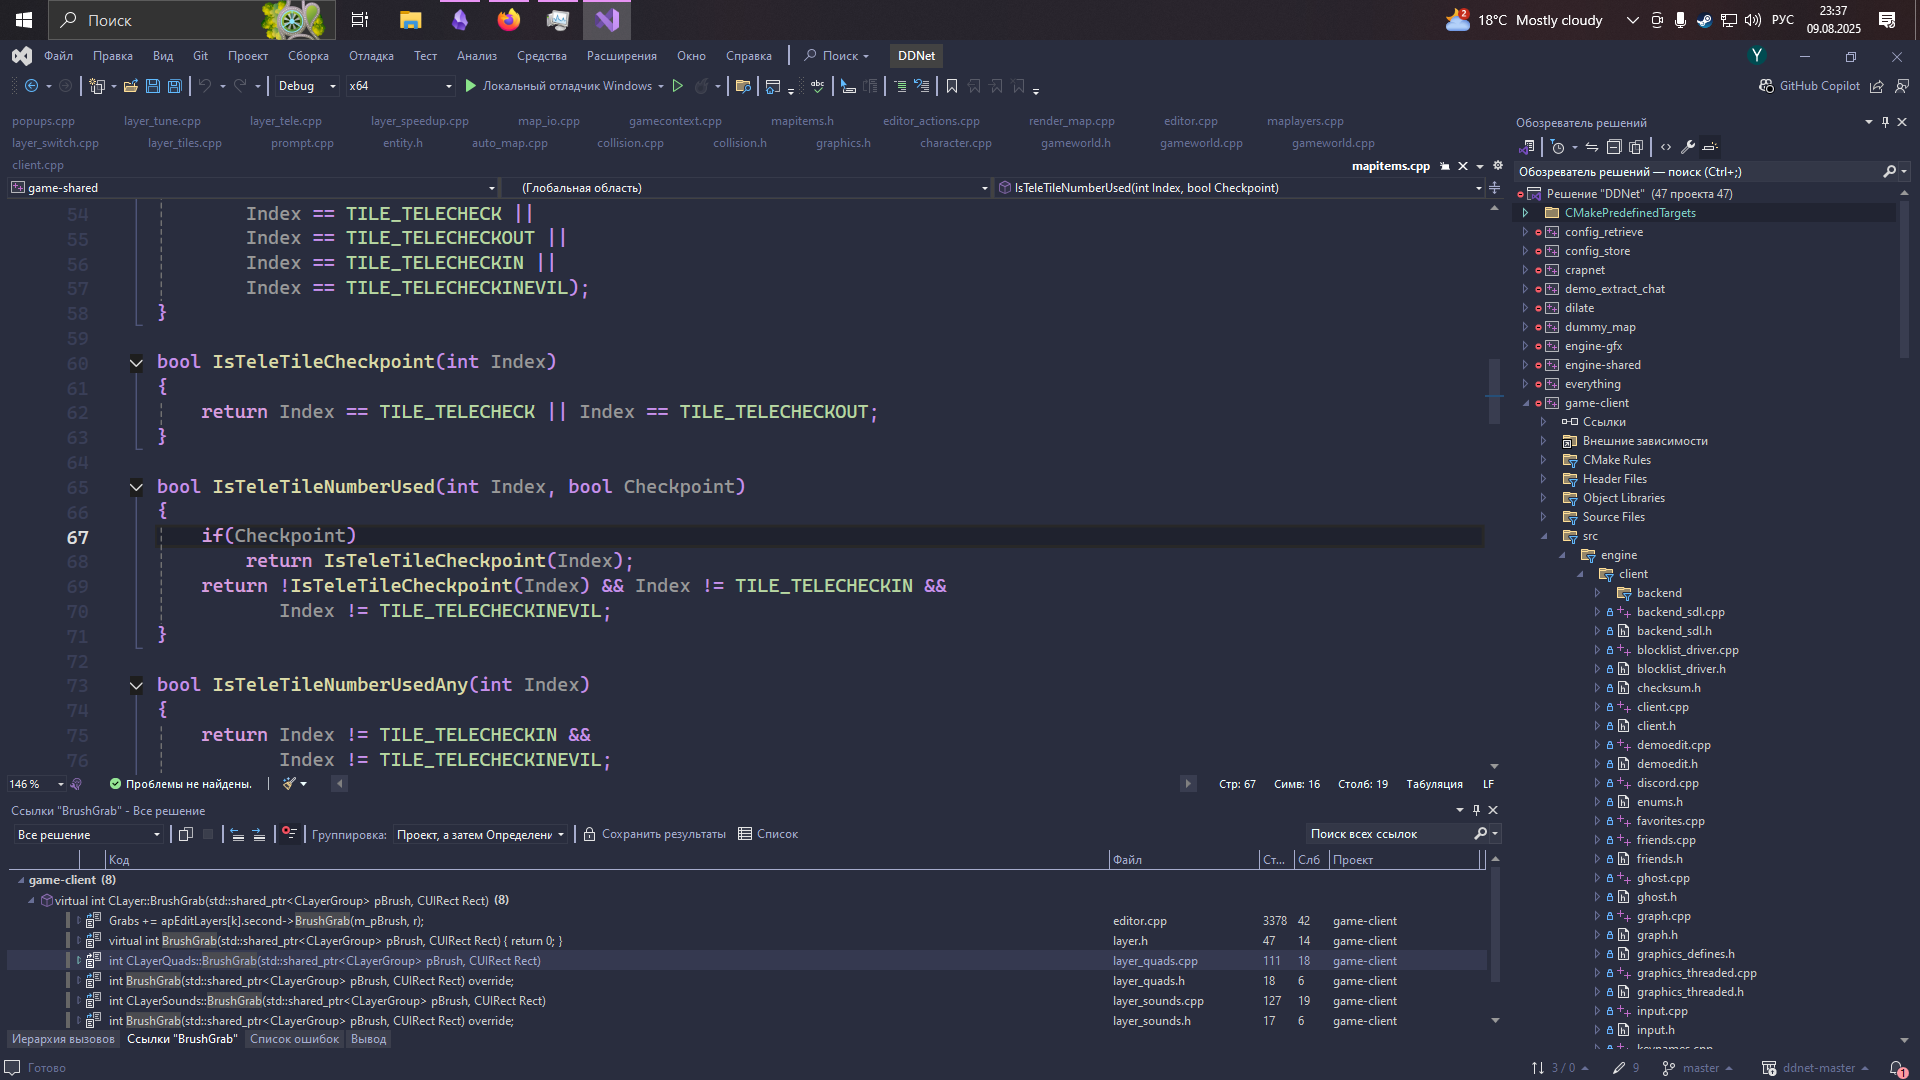 Поиск
2
18°C Mostly cloudy
РУС
23:37
09.08.2025
Файл Правка Вид Git Проект Сборка Отладка Тест Анализ Средства Расширения Окно Справка Поиск DDNet
Y
Debug x64 Локальный отладчик Windows
GitHub Copilot
popups.cpp layer_tune.cpp layer_tele.cpp layer_speedup.cpp map_io.cpp gamecontext.cpp mapitems.h editor_actions.cpp render_map.cpp editor.cpp maplayers.cpp
layer_switch.cpp layer_tiles.cpp prompt.cpp entity.h auto_map.cpp collision.cpp collision.h graphics.h character.cpp gameworld.h gameworld.cpp gameworld.cpp
client.cpp mapitems.cpp
game-shared (Глобальная область) IsTeleTileNumberUsed(int Index, bool Checkpoint)
54 Index == TILE_TELECHECK ||
55 Index == TILE_TELECHECKOUT ||
56 Index == TILE_TELECHECKIN ||
57 Index == TILE_TELECHECKINEVIL);
58 }
59
60 bool IsTeleTileCheckpoint(int Index)
61 {
62 return Index == TILE_TELECHECK || Index == TILE_TELECHECKOUT;
63 }
64
65 bool IsTeleTileNumberUsed(int Index, bool Checkpoint)
66 {
67 if(Checkpoint)
68 return IsTeleTileCheckpoint(Index);
69 return !IsTeleTileCheckpoint(Index) && Index != TILE_TELECHECKIN &&
70 Index != TILE_TELECHECKINEVIL;
71 }
72
73 bool IsTeleTileNumberUsedAny(int Index)
74 {
75 return Index != TILE_TELECHECKIN &&
76 Index != TILE_TELECHECKINEVIL;
146 % Проблемы не найдены. Стр: 67 Симв: 16 Столб: 19 Табуляция LF
Ссылки "BrushGrab" - Все решение
Все решение Группировка: Проект, а затем Определени Сохранить результаты Список Поиск всех ссылок
Код Файл Ст... Слб Проект
game-client (8)
virtual int CLayer::BrushGrab(std::shared_ptr<CLayerGroup> pBrush, CUIRect Rect) (8)
Grabs += apEditLayers[k].second->BrushGrab(m_pBrush, r); editor.cpp 3378 42 game-client
virtual int BrushGrab(std::shared_ptr<CLayerGroup> pBrush, CUIRect Rect) { return 0; } layer.h 47 14 game-client
int CLayerQuads::BrushGrab(std::shared_ptr<CLayerGroup> pBrush, CUIRect Rect) layer_quads.cpp 111 18 game-client
int BrushGrab(std::shared_ptr<CLayerGroup> pBrush, CUIRect Rect) override; layer_quads.h 18 6 game-client
int CLayerSounds::BrushGrab(std::shared_ptr<CLayerGroup> pBrush, CUIRect Rect) layer_sounds.cpp 127 19 game-client
int BrushGrab(std::shared_ptr<CLayerGroup> pBrush, CUIRect Rect) override; layer_sounds.h 17 6 game-client
Иерархия вызовов Ссылки "BrushGrab" Список ошибок Вывод
Обозреватель решений
Обозреватель решений — поиск (Ctrl+;)
Решение "DDNet" (47 проекта 47)
CMakePredefinedTargets
config_retrieve
config_store
crapnet
demo_extract_chat
dilate
dummy_map
engine-gfx
engine-shared
everything
game-client
Ссылки
Внешние зависимости
CMake Rules
Header Files
Object Libraries
Source Files
src
engine
client
backend
backend_sdl.cpp
backend_sdl.h
blocklist_driver.cpp
blocklist_driver.h
checksum.h
client.cpp
client.h
demoedit.cpp
demoedit.h
discord.cpp
enums.h
favorites.cpp
friends.cpp
friends.h
ghost.cpp
ghost.h
graph.cpp
graph.h
graphics_defines.h
graphics_threaded.cpp
graphics_threaded.h
input.cpp
input.h
keynames.cpp
Готово 3 / 0 9 master ddnet-master 1